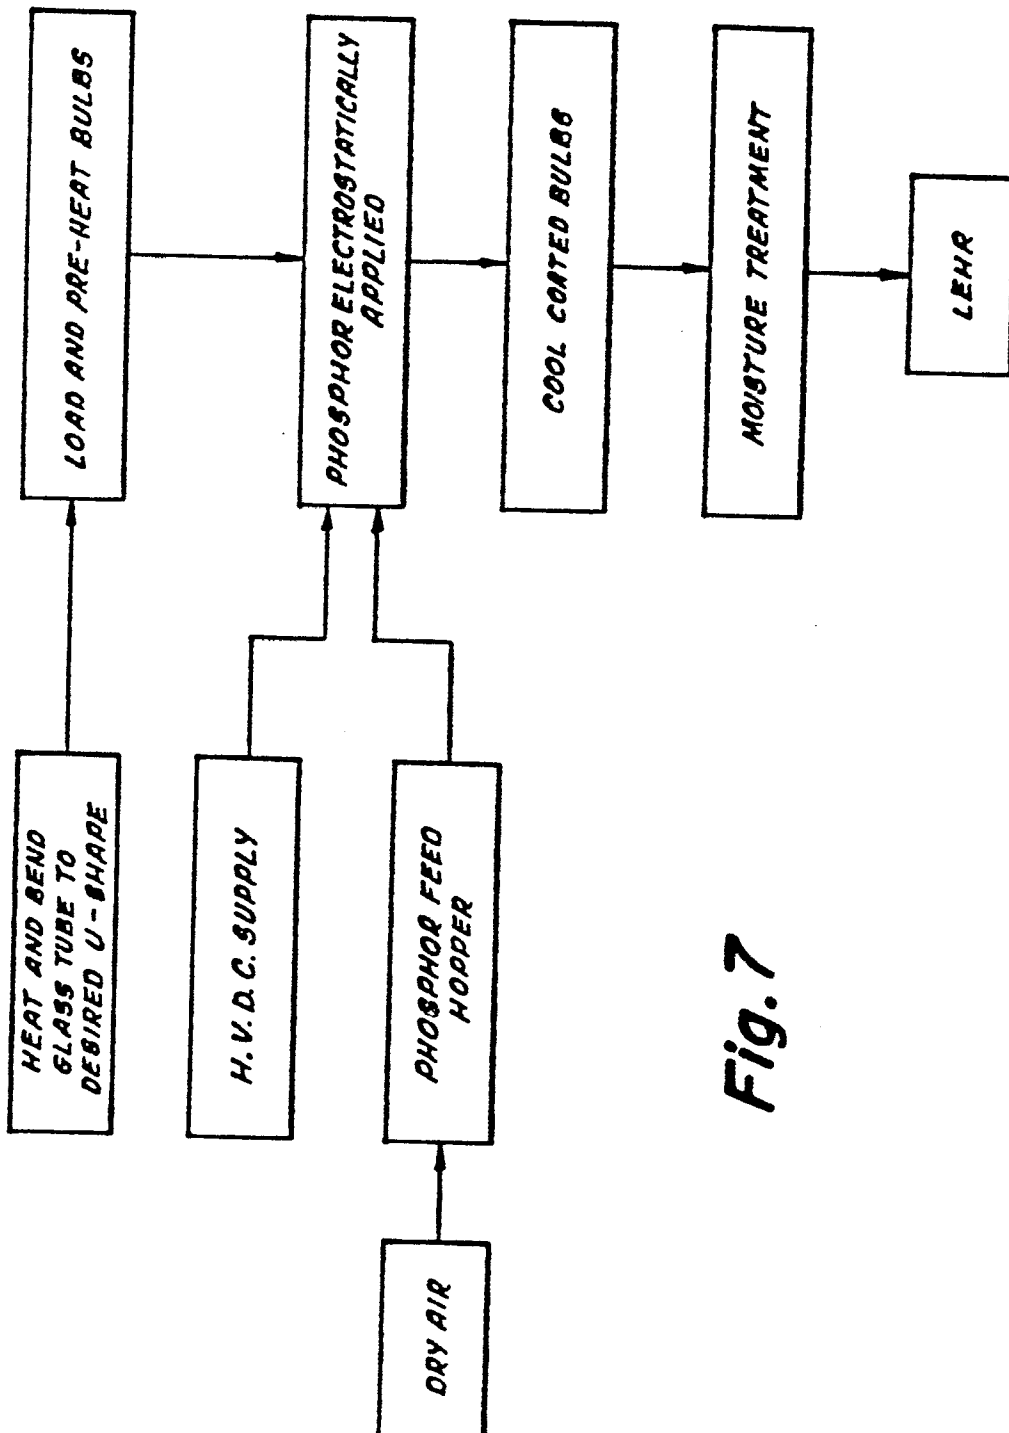 HEAT AND BEND
GLASS TUBE TO
DESIRED U-SHAPE
LOAD AND PRE-HEAT BULBS
H.V. D.C. SUPPLY
PHOSPHOR ELECTROSTATICALLY
APPLIED
DRY AIR
PHOSPHOR FEED
HOPPER
COOL COATED BULBS
MOISTURE TREATMENT
LEHR
Fig. 7